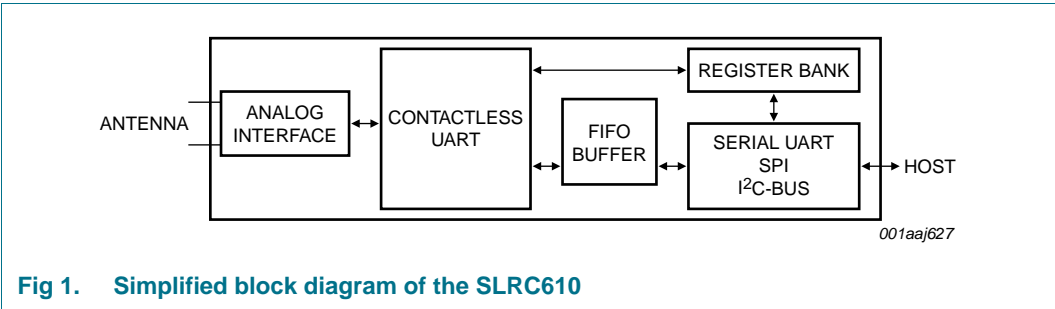 ANTENNA
ANALOG
INTERFACE
CONTACTLESS
UART
FIFO
BUFFER
REGISTER BANK
SERIAL UART
SPI
I²C-BUS
HOST
001aaj627
Fig 1. Simplified block diagram of the SLRC610